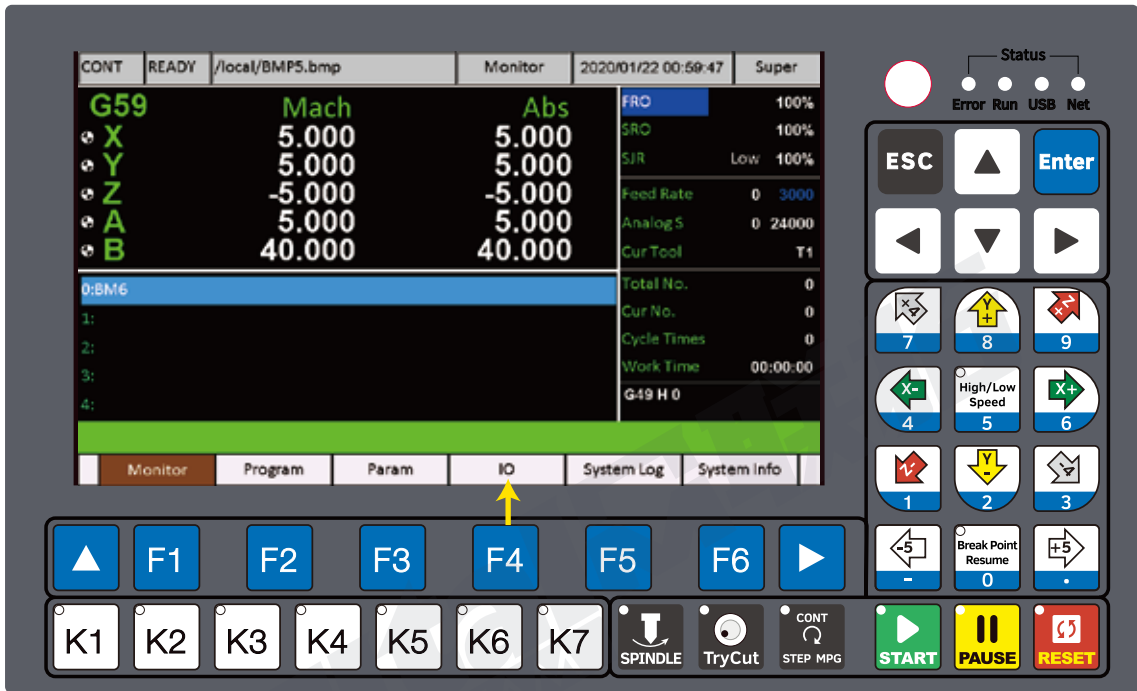 CONT READY /local/BMP5.bmp Monitor 2020/01/22 00:59:47 Super
G59 Mach Abs
X 5.000 5.000
Y 5.000 5.000
Z -5.000 -5.000
A 5.000 5.000
B 40.000 40.000
FRO 100%
SRO 100%
SJR Low 100%
Feed Rate 0 3000
Analog S 0 24000
Cur Tool T1
Total No. 0
Cur No. 0
Cycle Times 0
Work Time 00:00:00
G49 H 0
0:BM6
1:
2:
3:
4:
Monitor Program Param IO System Log System Info
F1 F2 F3 F4 F5 F6
K1 K2 K3 K4 K5 K6 K7
SPINDLE TryCut CONT
STEP MPG
Status
Error Run USB Net
ESC Enter
7 Y+ 8 9
X- 4 High/Low
Speed
5 X+ 6
1 Y- 2 3
-5 - Break Point
Resume
0 +5 .
START PAUSE RESET